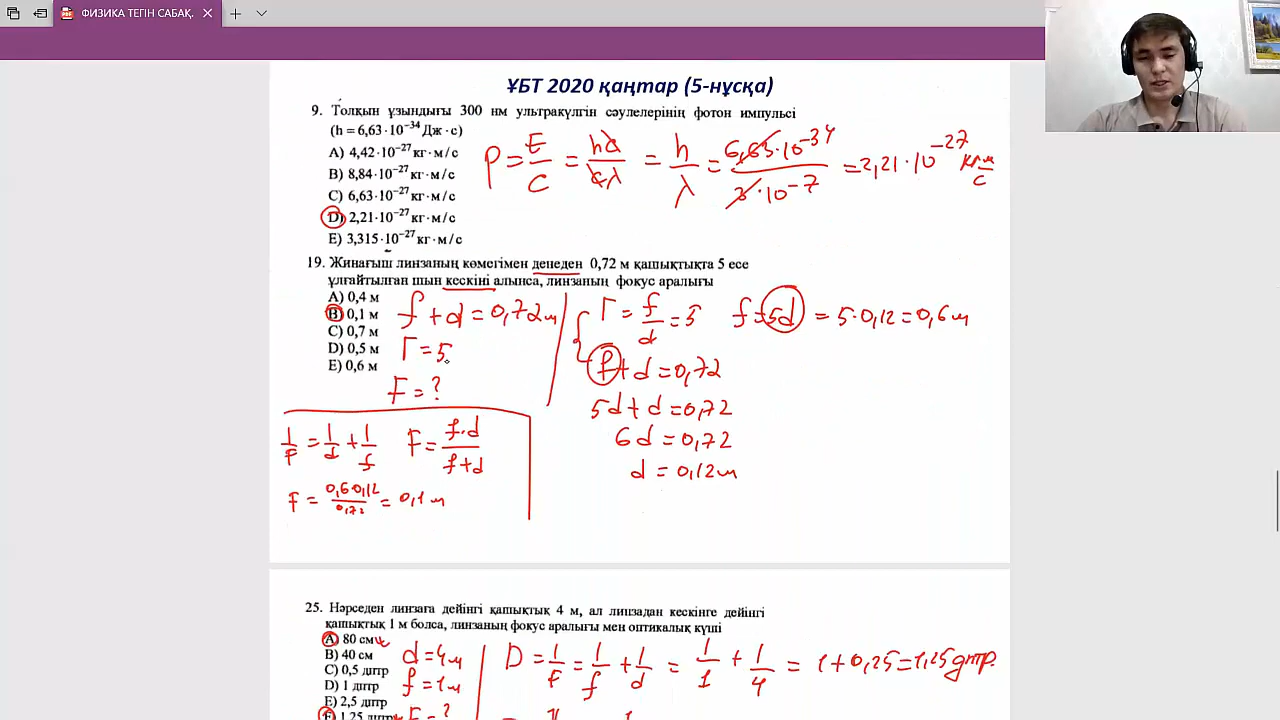 ФИЗИКА ТЕГІН САБАҚ.
ҰБТ 2020 қаңтар (5-нұсқа)
9. Толқын ұзындығы 300 нм ультракүлгін сәулелерінің фотон импульсі
(h = 6,63·10⁻³⁴ Дж·с)
A) 4,42·10⁻²⁷ кг·м/с
B) 8,84·10⁻²⁷ кг·м/с
C) 6,63·10⁻²⁷ кг·м/с
D) 2,21·10⁻²⁷ кг·м/с
E) 3,315·10⁻²⁷ кг·м/с
P = E/c = hc/cλ = h/λ = 6,63·10⁻³⁴/3·10⁻⁷ = 2,21·10⁻²⁷ кг·м/с
19. Жинағыш линзаның көмегімен денеден 0,72 м қашықтықта 5 есе
ұлғайтылған шын кескіні алынса, линзаның фокус аралығы
A) 0,4 м
B) 0,1 м
C) 0,7 м
D) 0,5 м
E) 0,6 м
f + d = 0,72м
Г = 5
F = ?
Г = f/d = 5 f = 5d = 5·0,12 = 0,6 м
f + d = 0,72
5d + d = 0,72
6d = 0,72
d = 0,12м
1/F = 1/d + 1/f F = f·d/f+d
F = 0,6·0,12/0,72 = 0,1 м
25. Нәрседен линзаға дейінгі қашықтық 4 м, ал линзадан кескінге дейінгі
қашықтық 1 м болса, линзаның фокус аралығы мен оптикалық күші
A) 80 см
B) 40 см
C) 0,5 дптр
D) 1 дптр
E) 2,5 дптр
F) 1,25 дптр
d = 4м
f = 1м
F = ?
D = 1/F = 1/f + 1/d = 1/1 + 1/4 = 1 + 0,25 = 1,25 дптр.